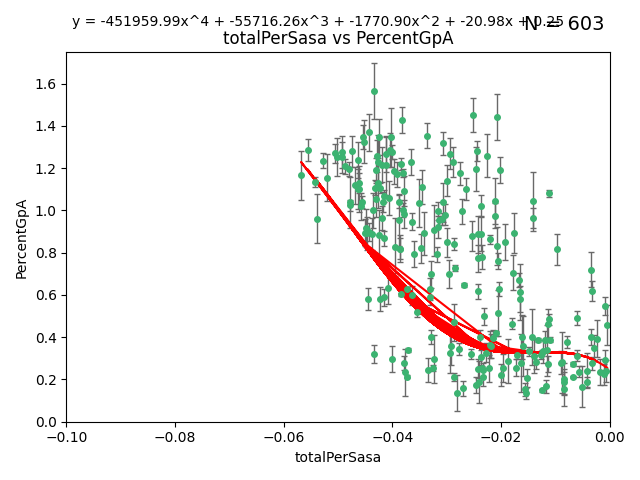 y = -451959.99x^4 + -55716.26x^3 + -1770.90x^2 + -20.98x + 0.25
N = 603
totalPerSasa vs PercentGpA
PercentGpA
1.6
1.4
1.2
1.0
0.8
0.6
0.4
0.2
0.0
−0.10 −0.08 −0.06 −0.04 −0.02 0.00
totalPerSasa